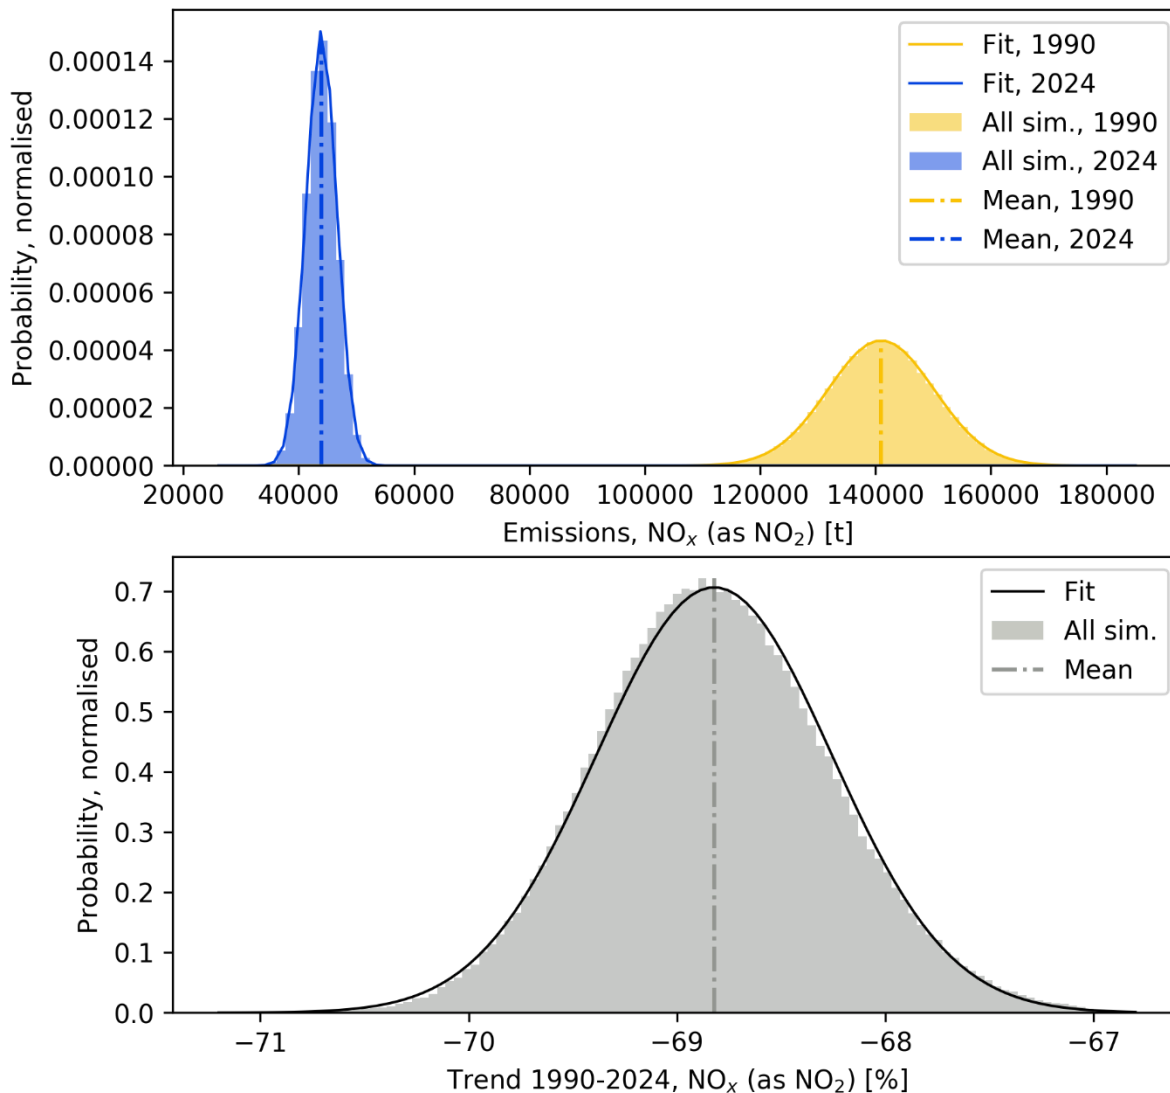 Probability, normalised
0.00014
0.00012
0.00010
0.00008
0.00006
0.00004
0.00002
0.00000
20000 40000 60000 80000 100000 120000 140000 160000 180000
Emissions, NOₓ (as NO₂) [t]
Fit, 1990
Fit, 2024
All sim., 1990
All sim., 2024
Mean, 1990
Mean, 2024
Probability, normalised
0.7
0.6
0.5
0.4
0.3
0.2
0.1
0.0
−71 −70 −69 −68 −67
Trend 1990-2024, NOₓ (as NO₂) [%]
Fit
All sim.
Mean